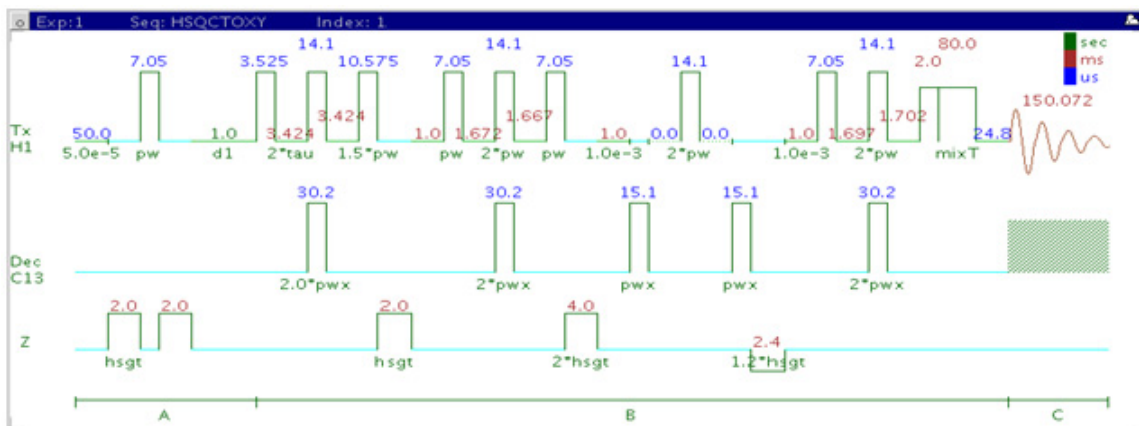 Exp:1 Seq: HSQCTOXY Index: 1
14.1 14.1 14.1 80.0
7.05 3.525 10.575 7.05 7.05 14.1 7.05 2.0
sec
ms
us
150.072
3.424 1.667 1.702
Tx
H1
50.0 1.0 3.424 1.0 1.672 1.0 0.0 0.0 1.0 1.697 24.8
5.0e-5 pw d1 2*tau 1.5*pw pw 2*pw pw 1.0e-3 2*pw 1.0e-3 2*pw mixT
30.2 30.2 15.1 15.1 30.2
Dec
C13
2.0*pwx 2*pwx pwx pwx 2*pwx
2.0 2.0 2.0 4.0
Z
2.4
hsgt hsgt 2*hsgt 1.2*hsgt
A B C